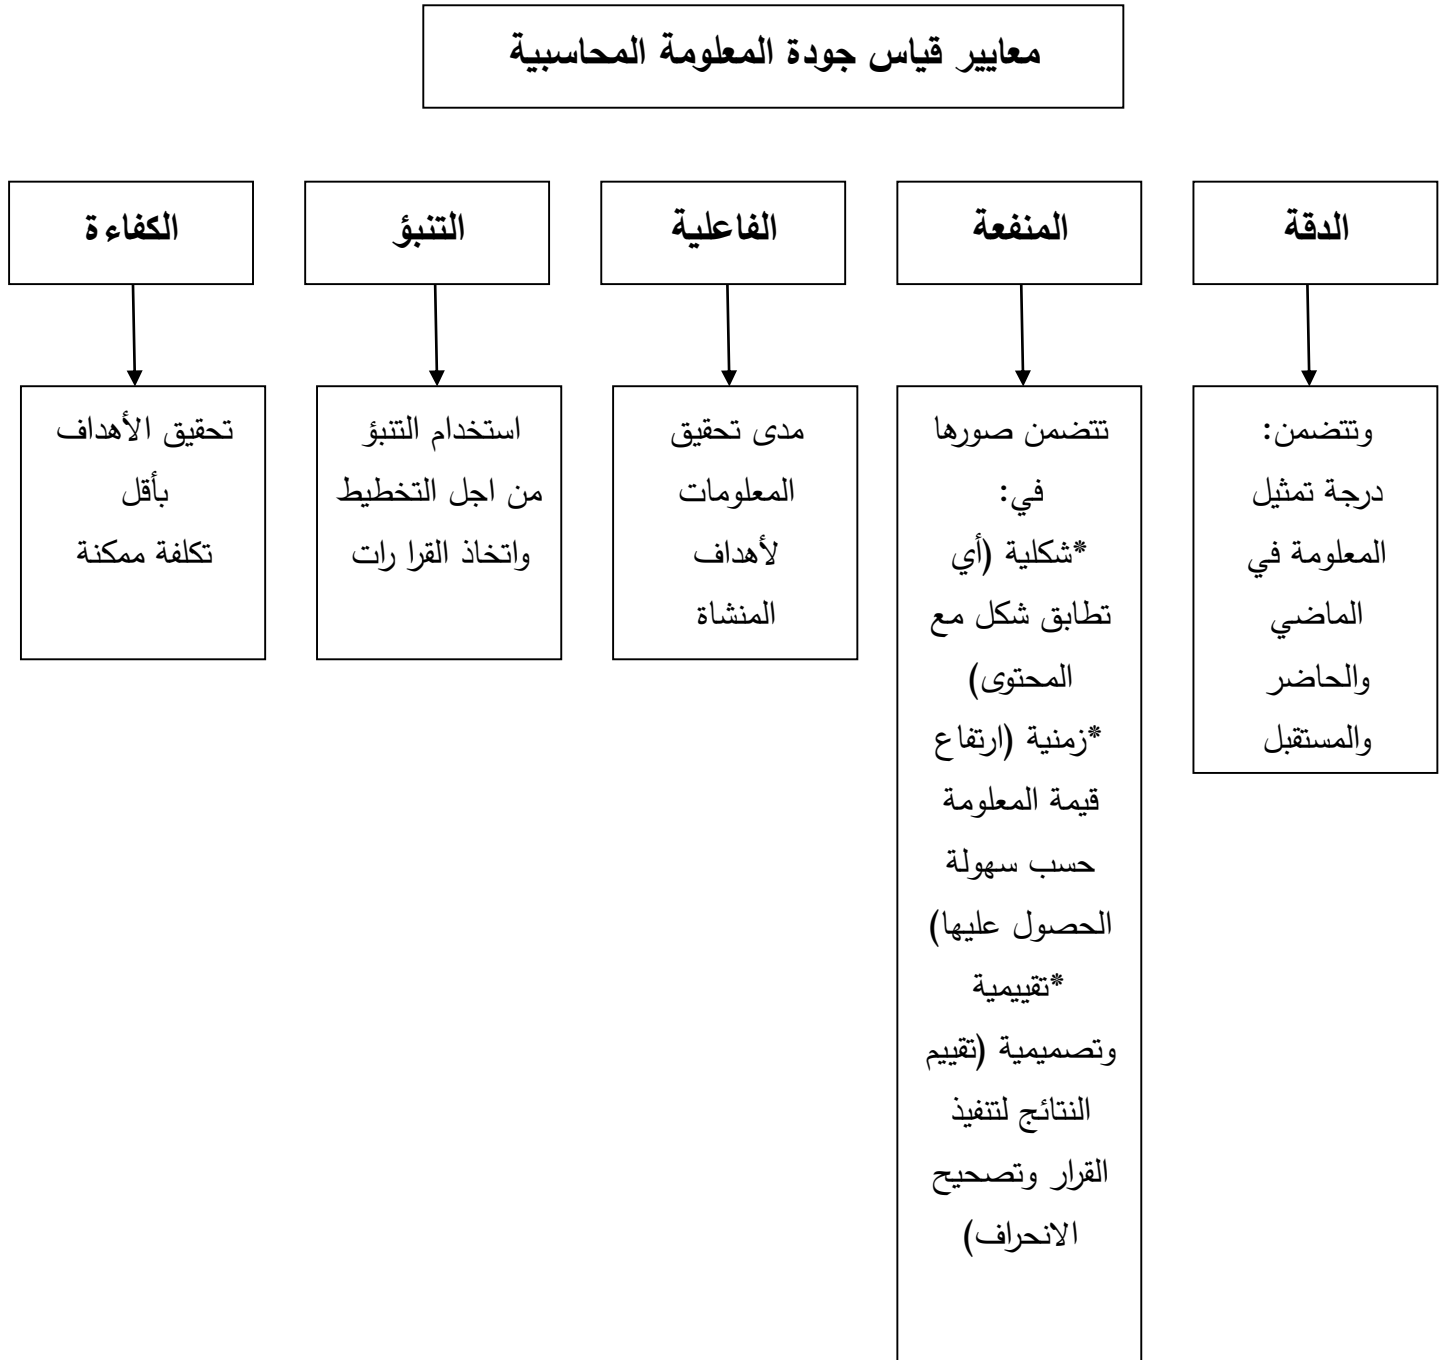 معايير قياس جودة المعلومة المحاسبية
الدقة
المنفعة
الفاعلية
التنبؤ
الكفاءة
وتتضمن:
درجة تمثيل
المعلومة في
الماضي
والحاضر
والمستقبل
تتضمن صورها
في:
*شكلية (أي
تطابق شكل مع
المحتوى)
*زمنية (ارتفاع
قيمة المعلومة
حسب سهولة
الحصول عليها)
*تقييمية
وتصميمية (تقييم
النتائج لتنفيذ
القرار وتصحيح
الانحراف)
مدى تحقيق
المعلومات
لأهداف
المنشاة
استخدام التنبؤ
من اجل التخطيط
واتخاذ القرا رات
تحقيق الأهداف
بأقل
تكلفة ممكنة